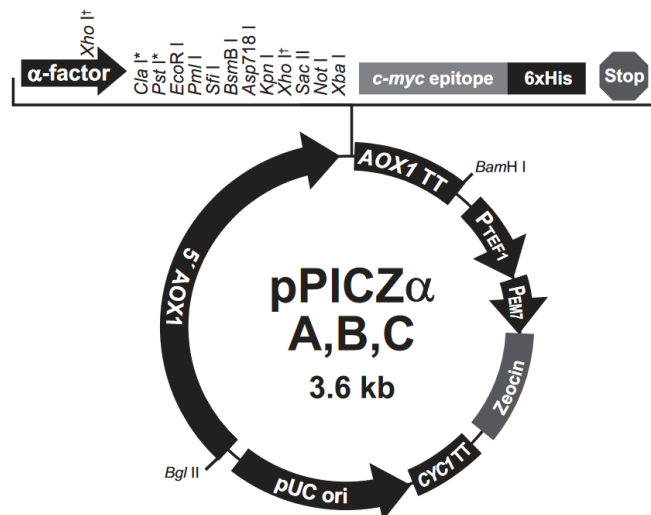 α-factor
Xho I†
Cla I*
Pst I*
EcoR I
Pml I
Sfi I
BsmB I
Asp718 I
Kpn I
Xho I†
Sac II
Not I
Xba I
c-myc epitope
6xHis
Stop
AOX1 TT
BamH I
PTEF1
PEM7
Zeocin
CYC1 TT
pUC ori
Bgl II
5´ AOX1
pPICZα
A,B,C
3.6 kb